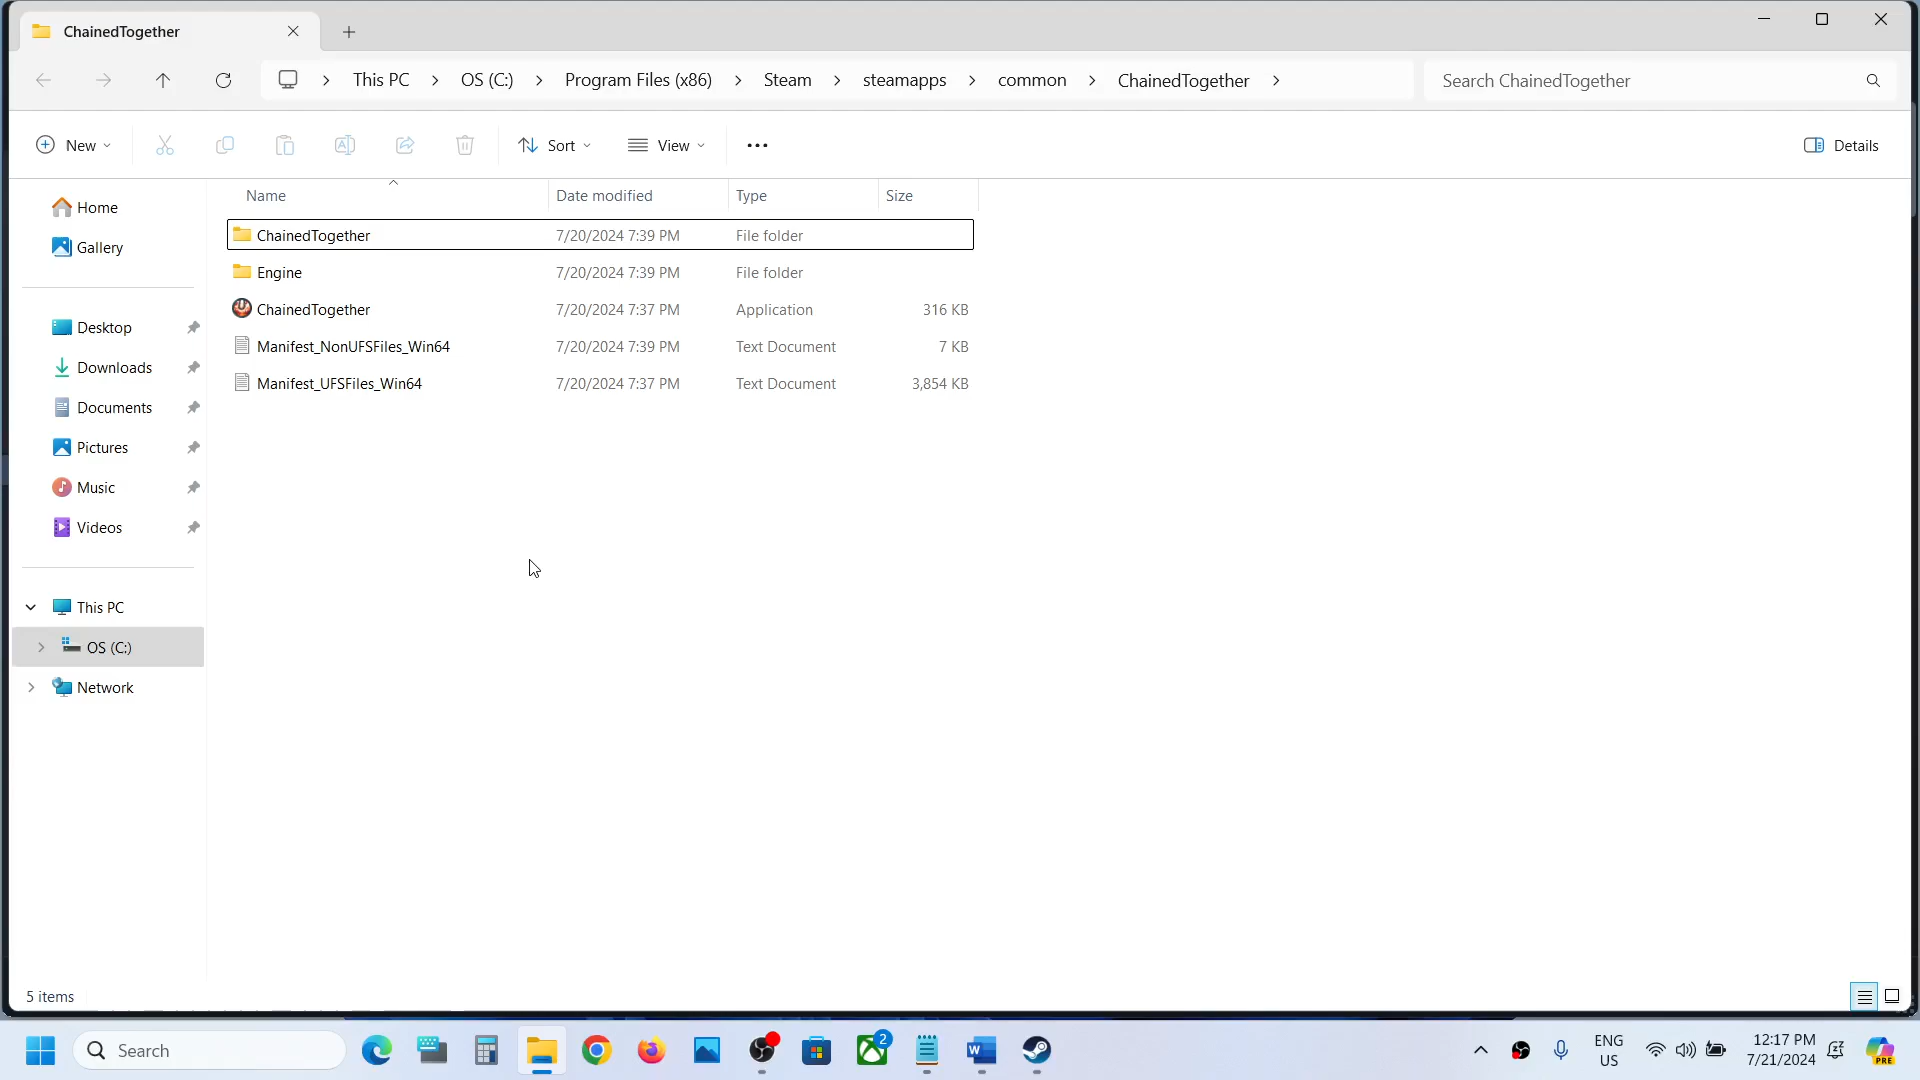 ChainedTogether
This PC > OS (C:) > Program Files (x86) > Steam > steamapps > common > ChainedTogether >
Search ChainedTogether
New
Sort
View
Details
Name
Date modified
Type
Size
ChainedTogether 7/20/2024 7:39 PM File folder
Engine 7/20/2024 7:39 PM File folder
ChainedTogether 7/20/2024 7:37 PM Application 316 KB
Manifest_NonUFSFiles_Win64 7/20/2024 7:39 PM Text Document 7 KB
Manifest_UFSFiles_Win64 7/20/2024 7:37 PM Text Document 3,854 KB
Home
Gallery
Desktop
Downloads
Documents
Pictures
Music
Videos
This PC
OS (C:)
Network
5 items
Search
2
ENG
US
12:17 PM
7/21/2024
PRE